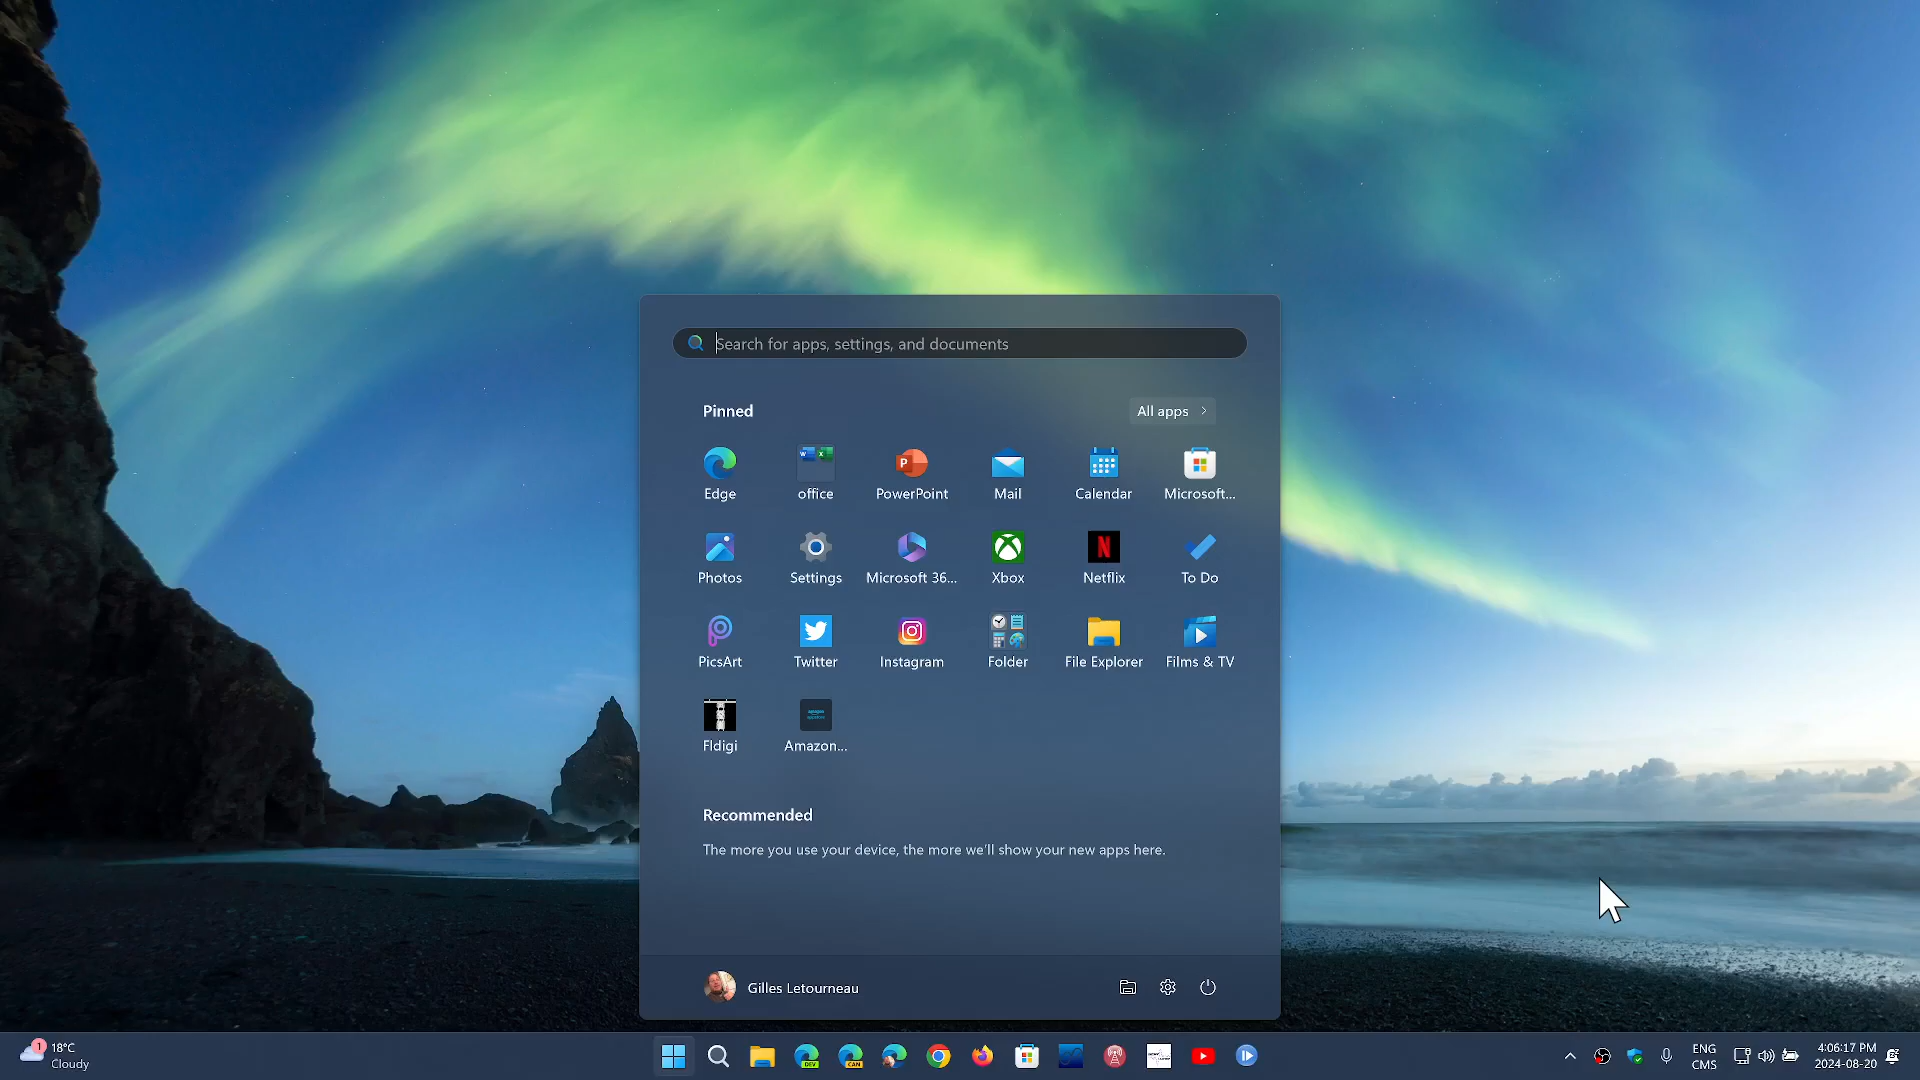 Search for apps, settings, and documents
Pinned
All apps
Edge
office
PowerPoint
Mail
Calendar
Microsoft...
Photos
Settings
Microsoft 36...
Xbox
Netflix
To Do
PicsArt
Twitter
Instagram
Folder
File Explorer
Films & TV
Fldigi
Amazon...
Recommended
The more you use your device, the more we'll show your new apps here.
Gilles Letourneau
1
18°C
Cloudy
DEV
CAN
ENG
CMS
4:06:17 PM
2024-08-20